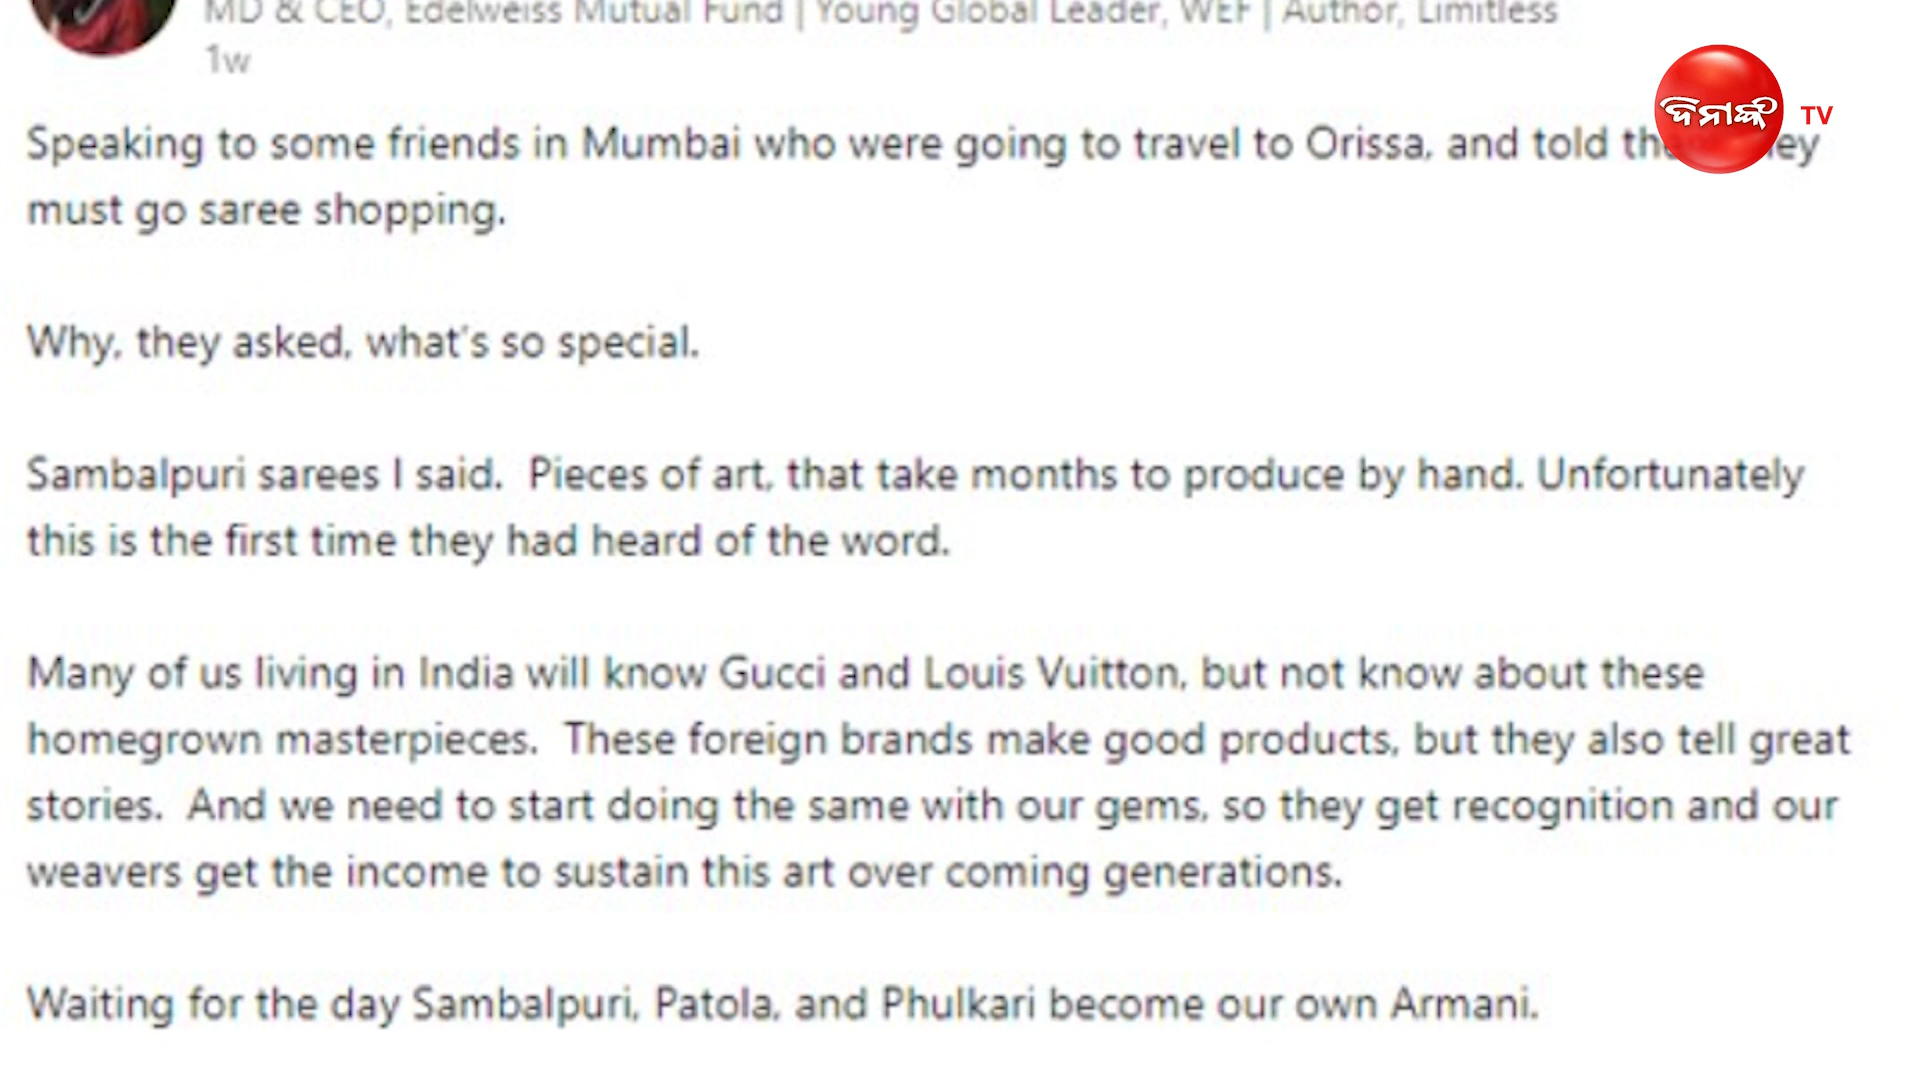 MD & CEO, Edelweiss Mutual Fund | Young Global Leader, WEF | Author, Limitless
1w
ଦିନାଙ୍କ TV
Speaking to some friends in Mumbai who were going to travel to Orissa, and told
must go saree shopping.
Why, they asked, what's so special.
Sambalpuri sarees I said. Pieces of art, that take months to produce by hand. Unfortunately
this is the first time they had heard of the word.
Many of us living in India will know Gucci and Louis Vuitton, but not know about these
homegrown masterpieces. These foreign brands make good products, but they also tell great
stories. And we need to start doing the same with our gems, so they get recognition and our
weavers get the income to sustain this art over coming generations.
Waiting for the day Sambalpuri, Patola, and Phulkari become our own Armani.